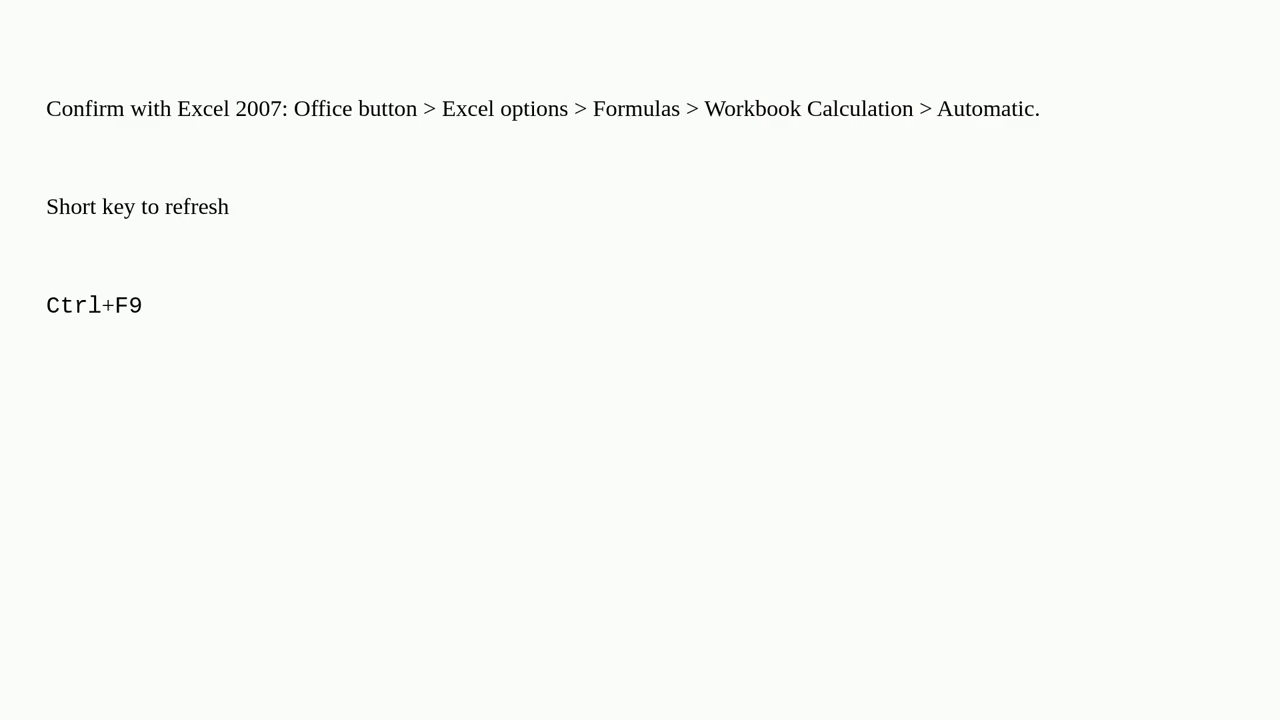 Confirm with Excel 2007: Office button > Excel options > Formulas > Workbook Calculation > Automatic.
Short key to refresh
Ctrl+F9